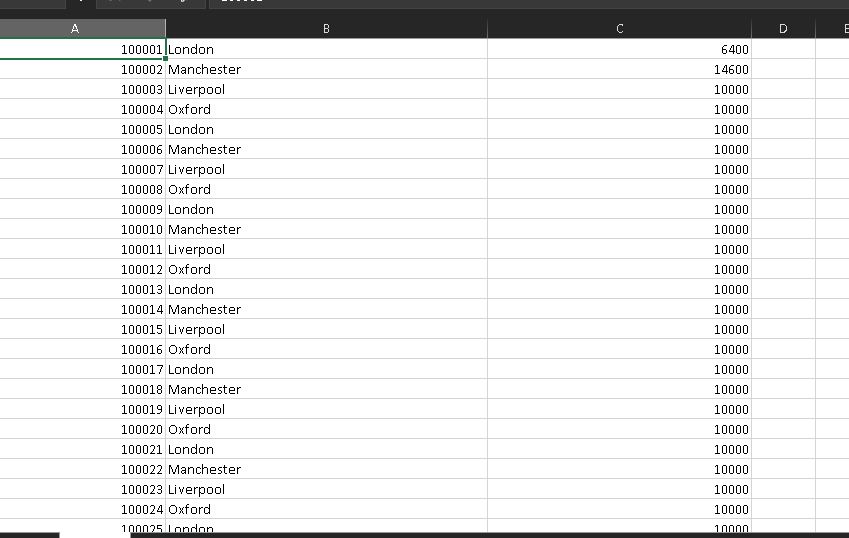 A B C D
100001 London 6400
100002 Manchester 14600
100003 Liverpool 10000
100004 Oxford 10000
100005 London 10000
100006 Manchester 10000
100007 Liverpool 10000
100008 Oxford 10000
100009 London 10000
100010 Manchester 10000
100011 Liverpool 10000
100012 Oxford 10000
100013 London 10000
100014 Manchester 10000
100015 Liverpool 10000
100016 Oxford 10000
100017 London 10000
100018 Manchester 10000
100019 Liverpool 10000
100020 Oxford 10000
100021 London 10000
100022 Manchester 10000
100023 Liverpool 10000
100024 Oxford 10000
100025 London 10000